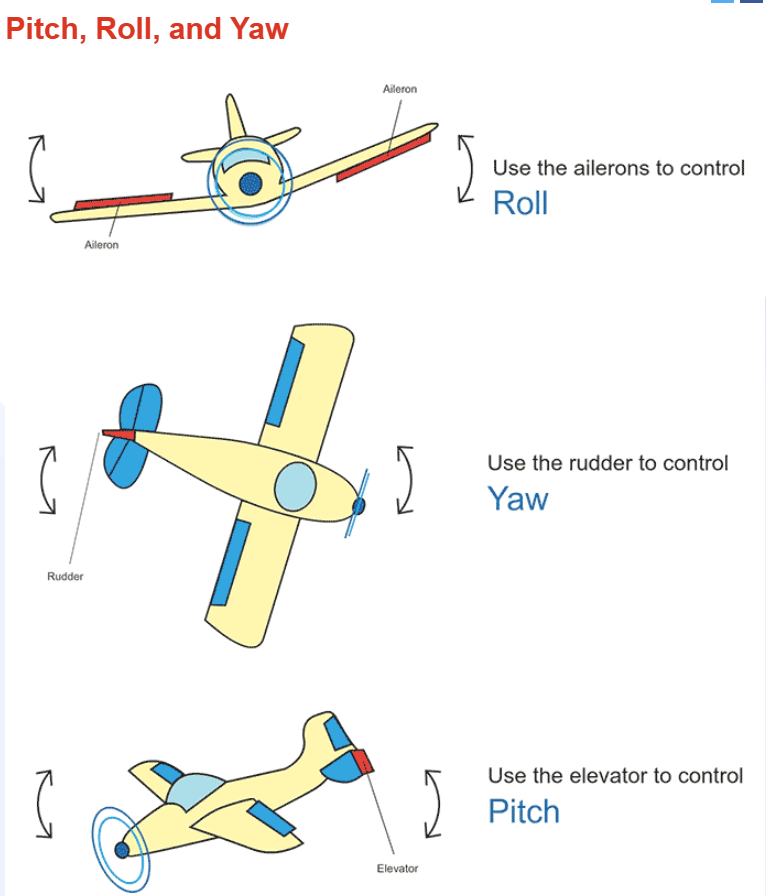 Pitch, Roll, and Yaw
Aileron
Use the ailerons to control
Roll
Aileron
Use the rudder to control
Yaw
Rudder
Use the elevator to control
Pitch
Elevator